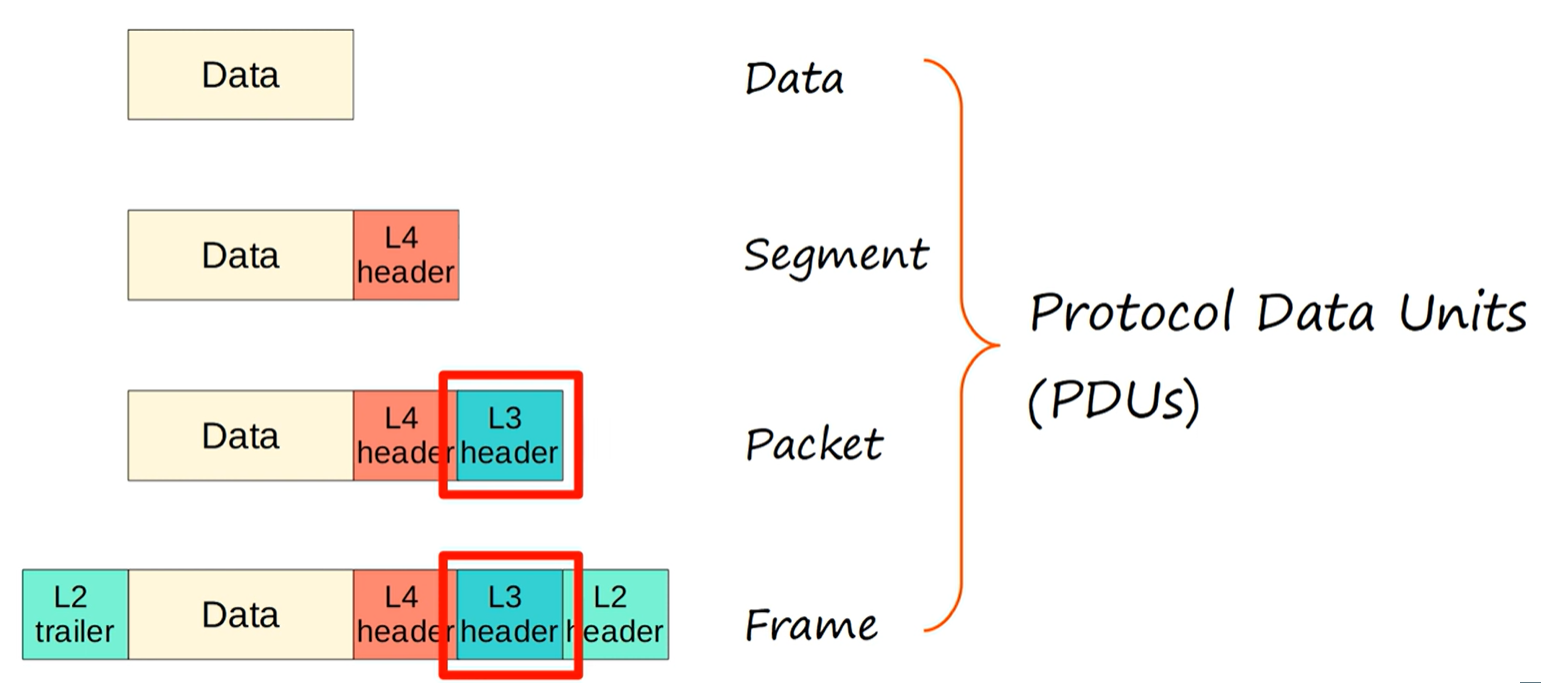 Data
Data
Data
L4
header
Segment
Protocol Data Units
(PDUs)
Data
L4
header
L3
header
Packet
L2
trailer
Data
L4
header
L3
header
L2
header
Frame